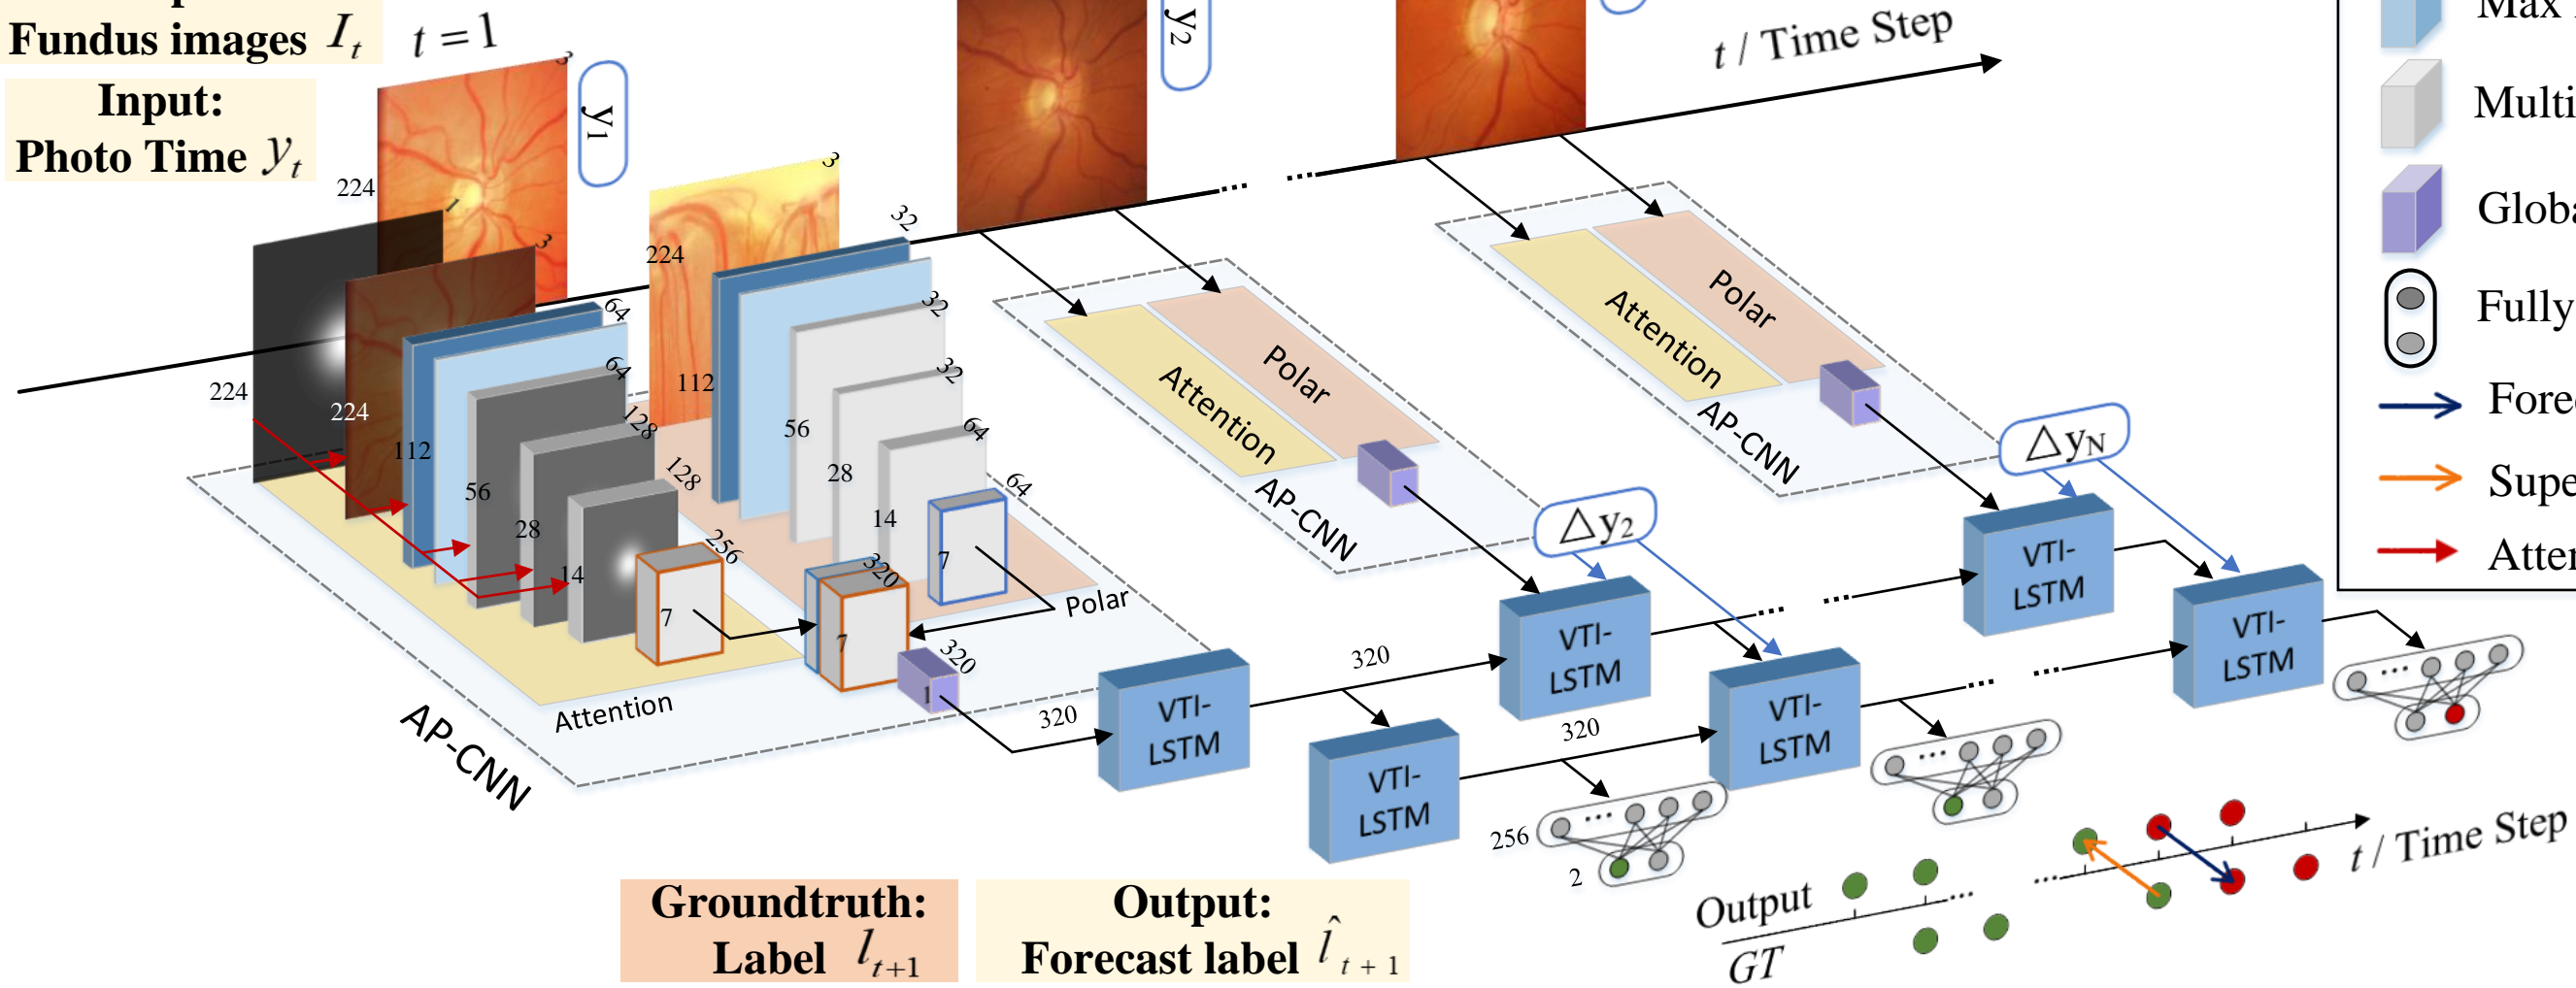 Fundus images I_t
t = 1
Input:
Photo Time y_t
y_1
y_2
t / Time Step
Max
Multi
Globa
Fully
Fore
Supe
Atten
3
224
1
3
224
224
3
224
64
112
64
56
128
28
128
14
256
7
32
112
32
56
32
28
64
14
64
7
320
7
320
1
320
Attention
Polar
AP-CNN
Attention
Polar
AP-CNN
Attention
Polar
AP-CNN
△y_2
△y_N
VTI-
LSTM
VTI-
LSTM
VTI-
LSTM
VTI-
LSTM
VTI-
LSTM
VTI-
LSTM
320
320
...
...
...
...
...
...
...
256
2
Output
GT
...
...
t / Time Step
Groundtruth:
Label l_{t+1}
Output:
Forecast label l̂_{t+1}